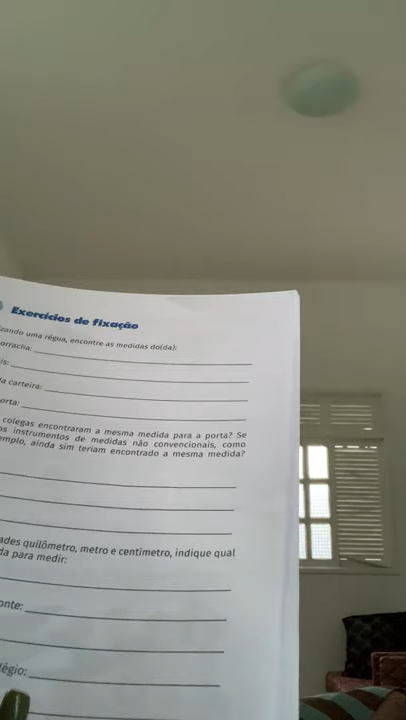 Exercícios de fixação
zando uma régua, encontre as medidas do(da):
orracha:
is:
a carteira:
orta:
colegas encontraram a mesma medida para a porta? Se
os instrumentos de medidas não convencionais, como
emplo, ainda sim teriam encontrado a mesma medida?
ades quilômetro, metro e centímetro, indique qual
da para medir:
onte:
légio: